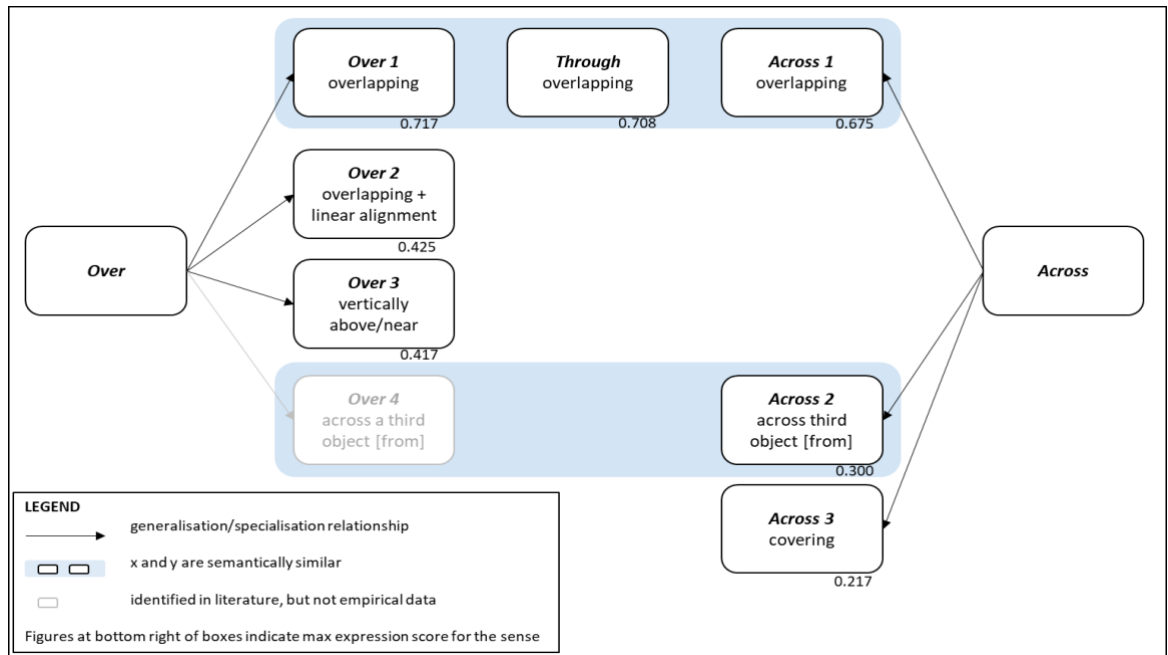 Over 1
overlapping
0.717
Through
overlapping
0.708
Across 1
overlapping
0.675
Over 2
overlapping +
linear alignment
0.425
Over
Over 3
vertically
above/near
0.417
Across
Over 4
across a third
object [from]
Across 2
across third
object [from]
0.300
Across 3
covering
0.217
LEGEND
generalisation/specialisation relationship
x and y are semantically similar
identified in literature, but not empirical data
Figures at bottom right of boxes indicate max expression score for the sense